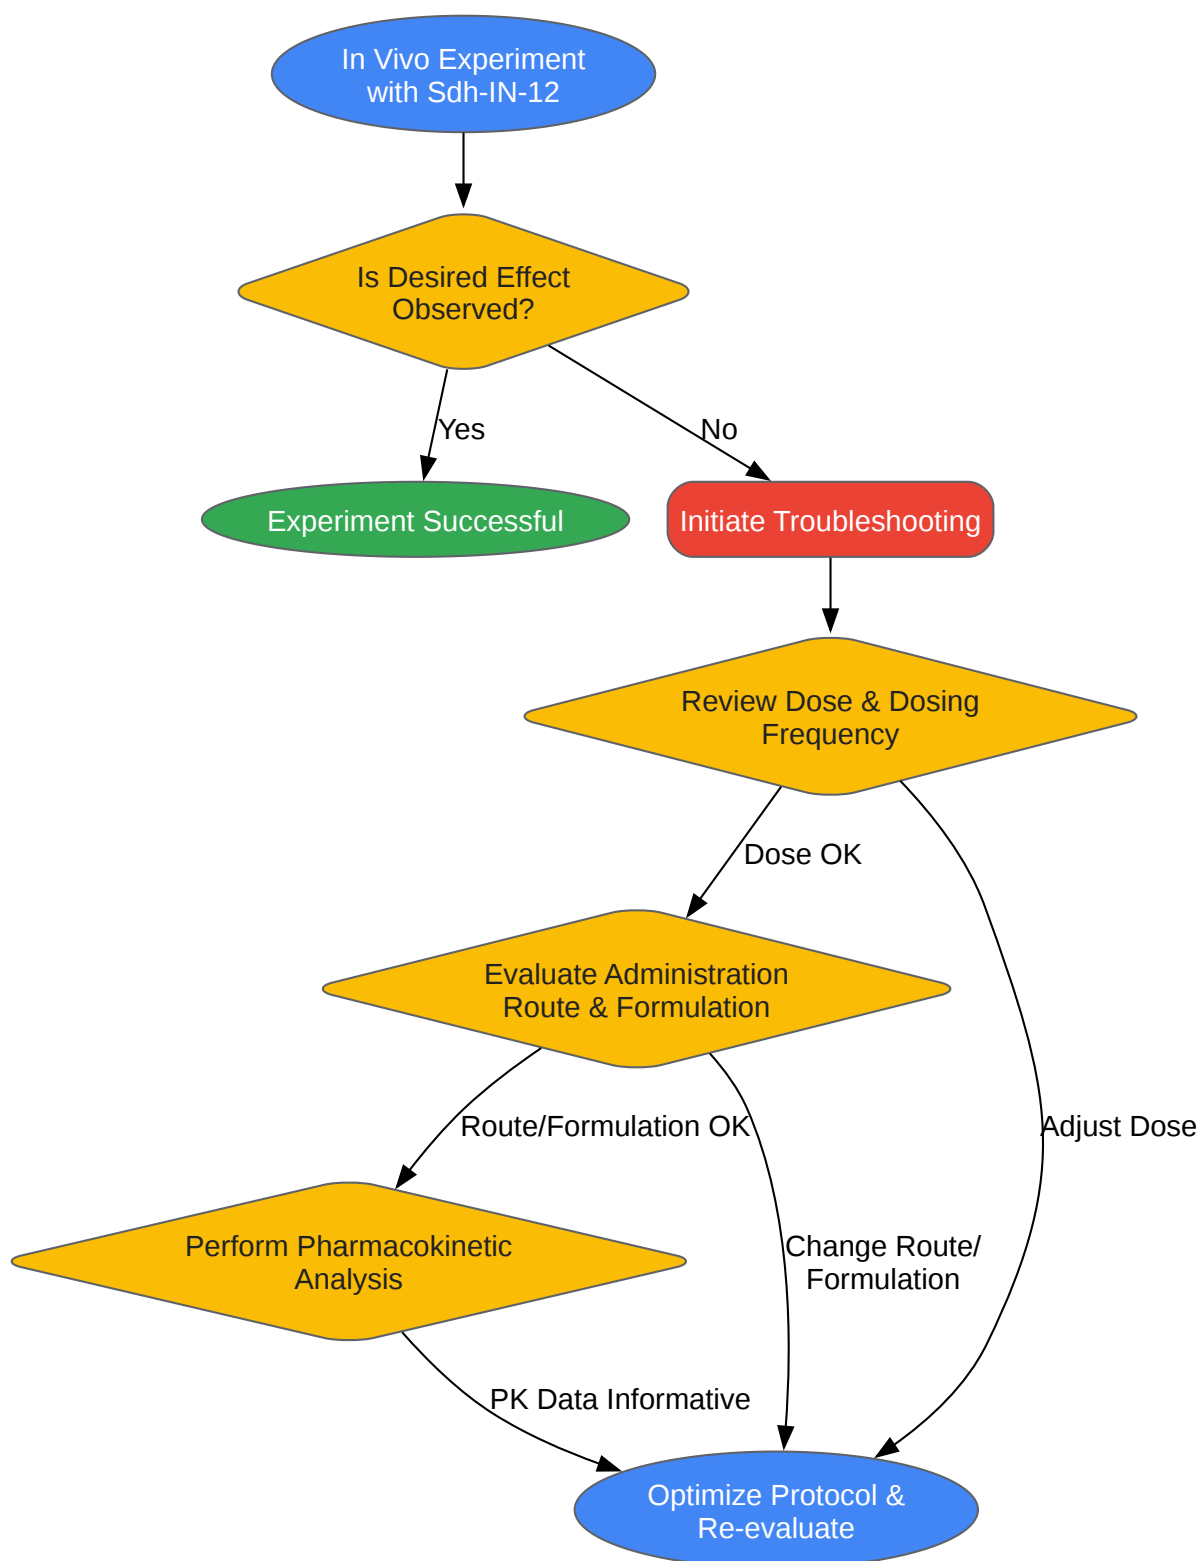 In Vivo Experiment
with Sdh-IN-12
Is Desired Effect
Observed?
Yes
No
Experiment Successful
Initiate Troubleshooting
Review Dose & Dosing
Frequency
Dose OK
Evaluate Administration
Route & Formulation
Route/Formulation OK
Adjust Dose
Perform Pharmacokinetic
Analysis
Change Route/
Formulation
PK Data Informative
Optimize Protocol &
Re-evaluate